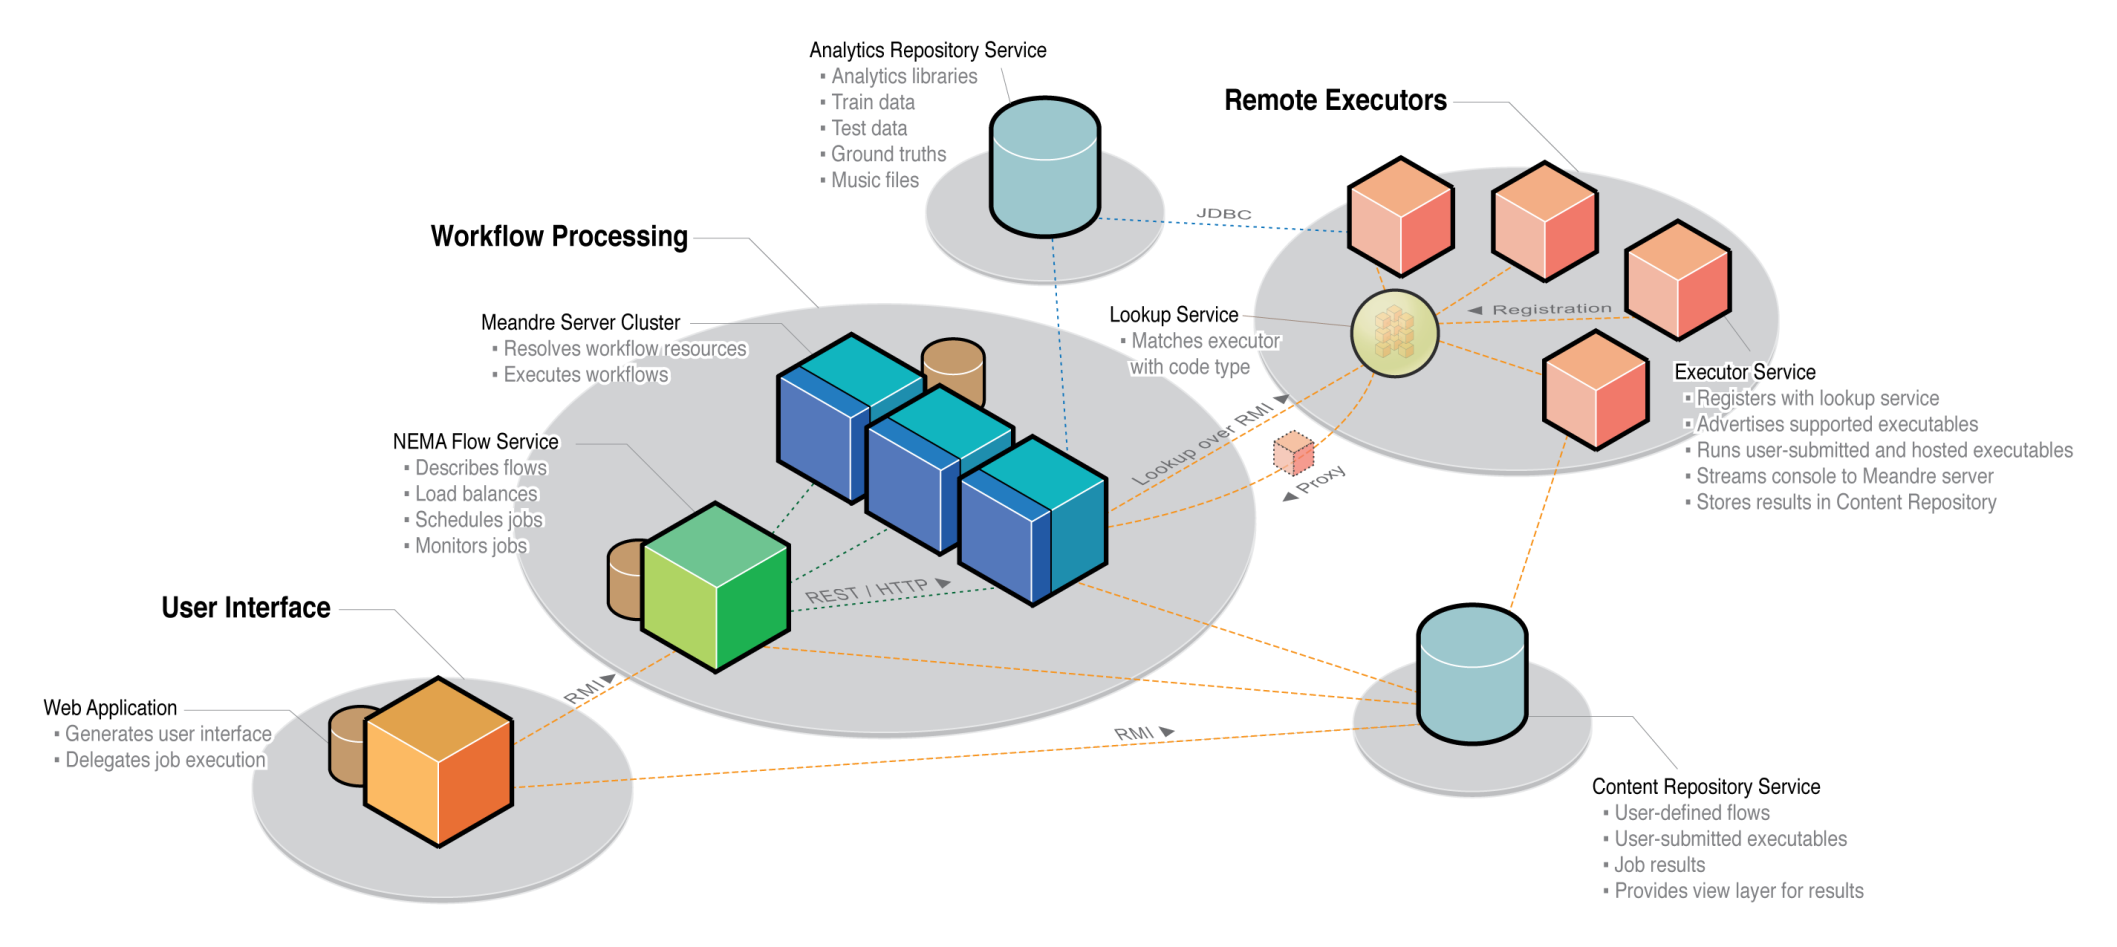 Analytics Repository Service
▪ Analytics libraries
▪ Train data
▪ Test data
▪ Ground truths
▪ Music files
Remote Executors
JDBC
Workflow Processing
Meandre Server Cluster
▪ Resolves workflow resources
▪ Executes workflows
Lookup Service
▪ Matches executor
with code type
◀ Registration
Executor Service
▪ Registers with lookup service
▪ Advertises supported executables
▪ Runs user-submitted and hosted executables
▪ Streams console to Meandre server
▪ Stores results in Content Repository
Lookup over RMI ▶
◀ Proxy
NEMA Flow Service
▪ Describes flows
▪ Load balances
▪ Schedules jobs
▪ Monitors jobs
REST / HTTP ▶
User Interface
RMI ▶
Web Application
▪ Generates user interface
▪ Delegates job execution
RMI ▶
Content Repository Service
▪ User-defined flows
▪ User-submitted executables
▪ Job results
▪ Provides view layer for results